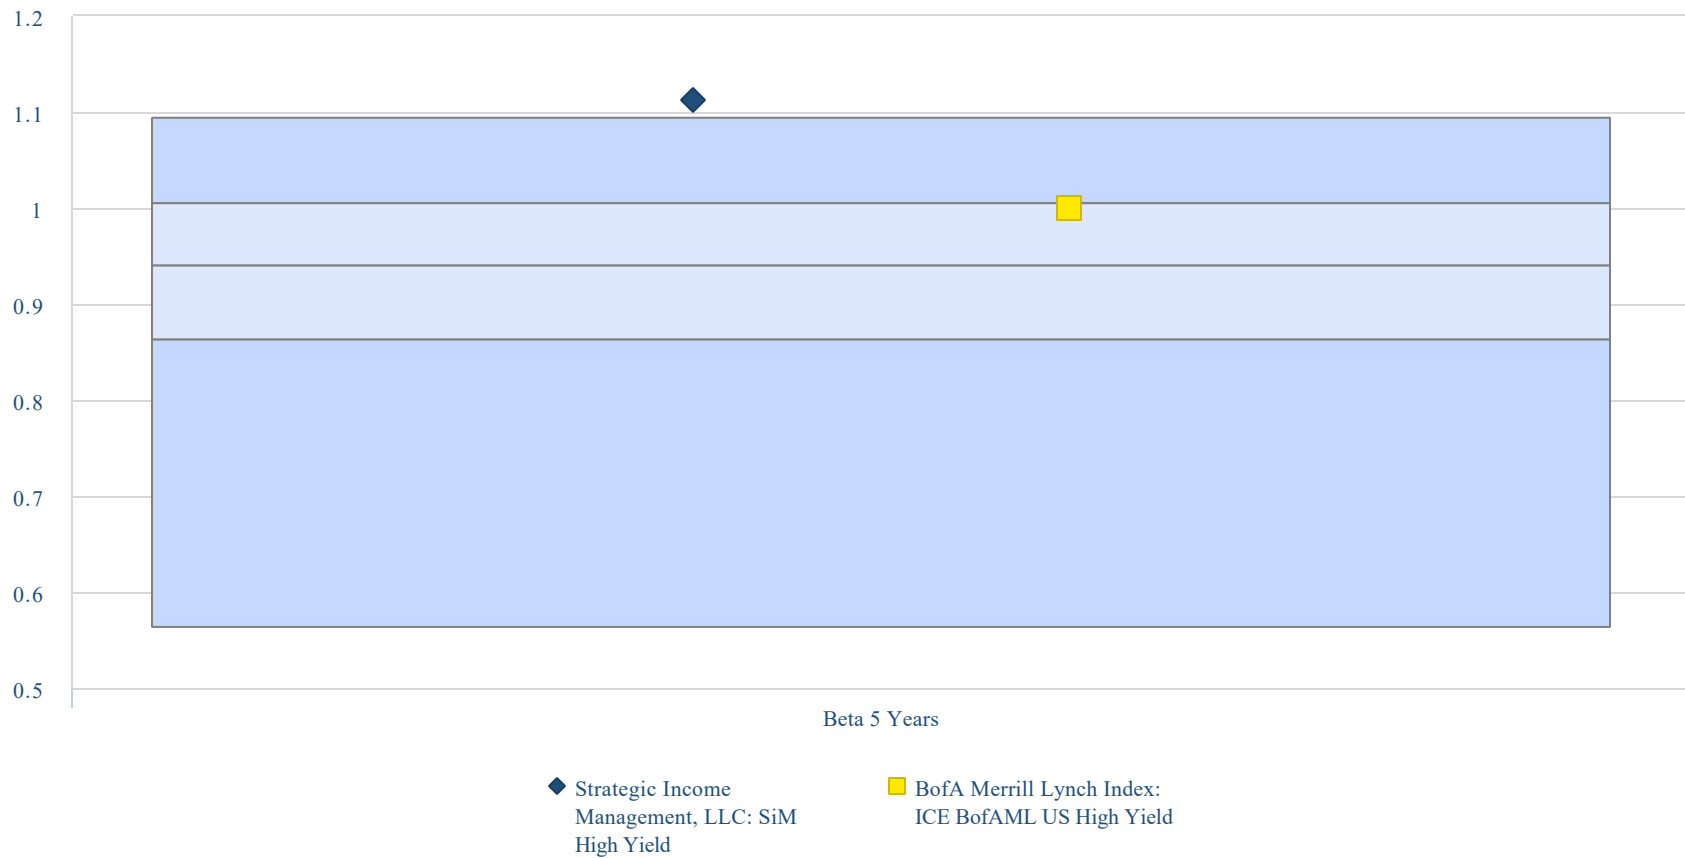 1.2
1.1
1
0.9
0.8
0.7
0.6
0.5
Beta 5 Years
Strategic Income
Management, LLC: SiM
High Yield
BofA Merrill Lynch Index:
ICE BofAML US High Yield